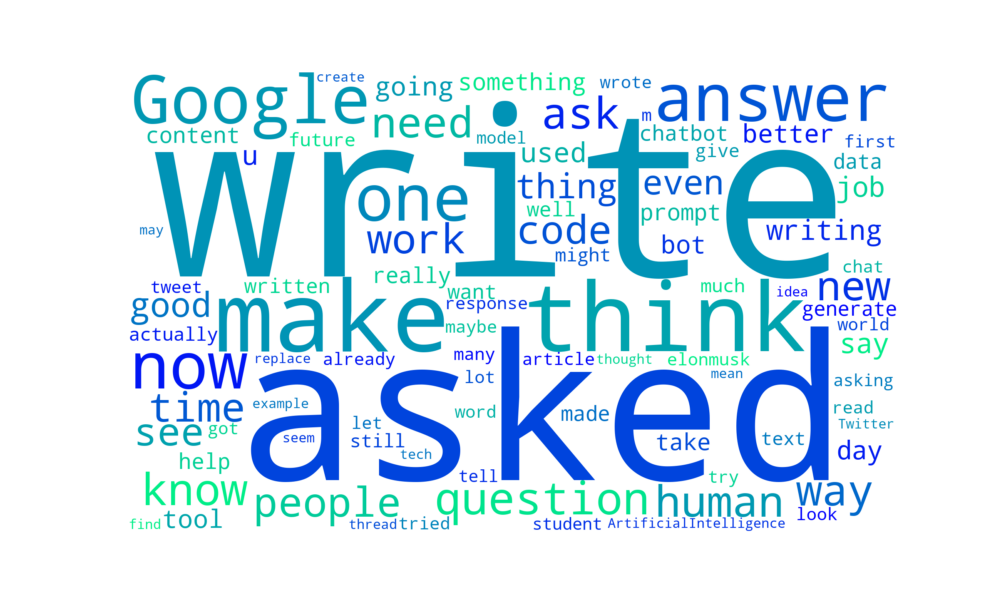 create
Google going something wrote answer
need ask m
content future model chatbot better first
u used give data
write
one thing even job
well prompt
work code writing
may might bot
really chat
tweet written want much idea new
good make response think generate
actually maybe world
say
now replace already many article thought elonmusk
asked
time example lot mean asking
word made read
see got seem let take text Twitter
still day
help tech
know tell try way
people question human
find tool thread tried student ArtificialIntelligence look